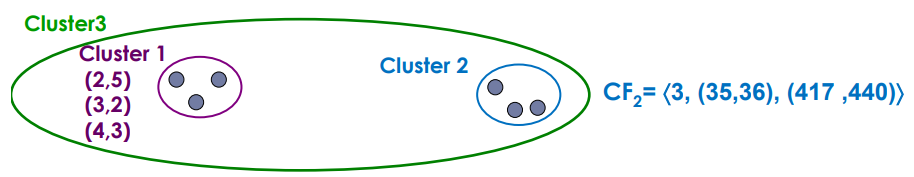 Cluster3
Cluster 1
(2,5)
(3,2)
(4,3)
Cluster 2
CF₂= ⟨3, (35,36), (417 ,440)⟩